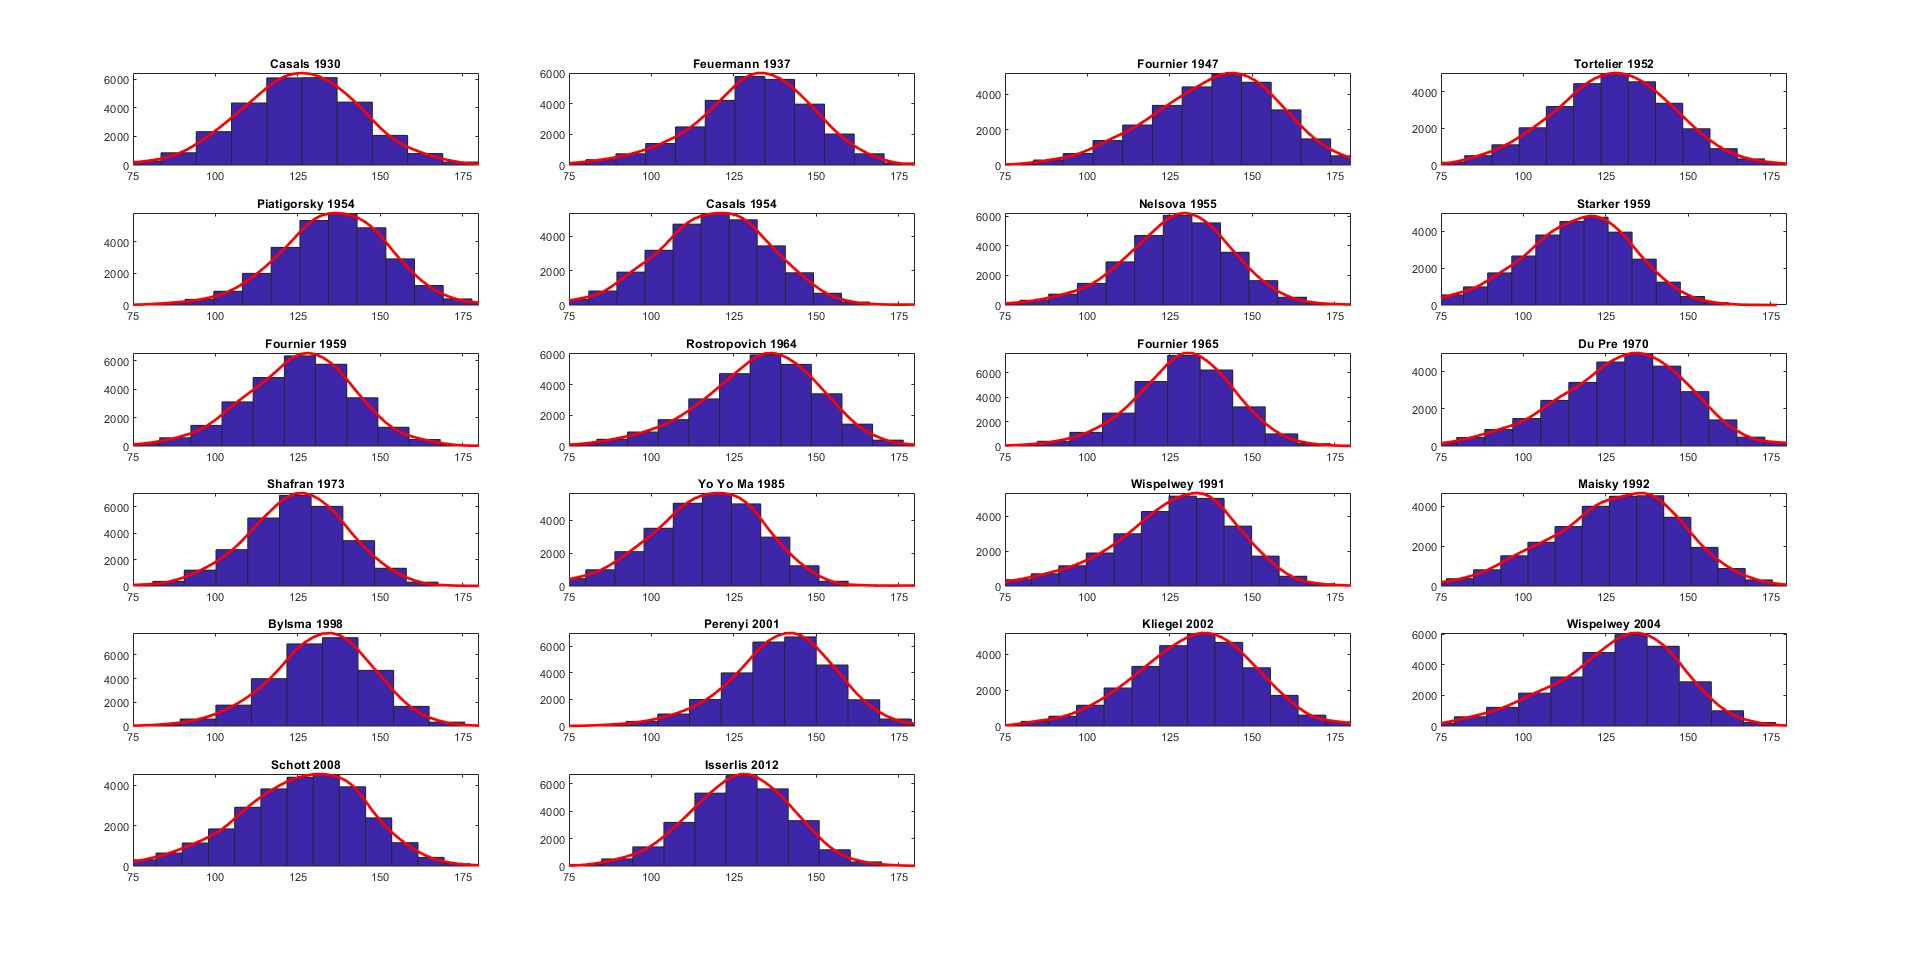 Casals 1930
6000
4000
2000
0
75 100 125 150 175
Feuermann 1937
6000
4000
2000
0
75 100 125 150 175
Fournier 1947
4000
2000
0
75 100 125 150 175
Tortelier 1952
4000
2000
0
75 100 125 150 175
Piatigorsky 1954
4000
2000
0
75 100 125 150 175
Casals 1954
4000
2000
0
75 100 125 150 175
Nelsova 1955
6000
4000
2000
0
75 100 125 150 175
Starker 1959
4000
2000
0
75 100 125 150 175
Fournier 1959
6000
4000
2000
0
75 100 125 150 175
Rostropovich 1964
6000
4000
2000
0
75 100 125 150 175
Fournier 1965
6000
4000
2000
0
75 100 125 150 175
Du Pre 1970
4000
2000
0
75 100 125 150 175
Shafran 1973
6000
4000
2000
0
75 100 125 150 175
Yo Yo Ma 1985
4000
2000
0
75 100 125 150 175
Wispelwey 1991
4000
2000
0
75 100 125 150 175
Maisky 1992
4000
2000
0
75 100 125 150 175
Bylsma 1998
6000
4000
2000
0
75 100 125 150 175
Perenyi 2001
6000
4000
2000
0
75 100 125 150 175
Kliegel 2002
4000
2000
0
75 100 125 150 175
Wispelwey 2004
6000
4000
2000
0
75 100 125 150 175
Schott 2008
4000
2000
0
75 100 125 150 175
Isserlis 2012
6000
4000
2000
0
75 100 125 150 175